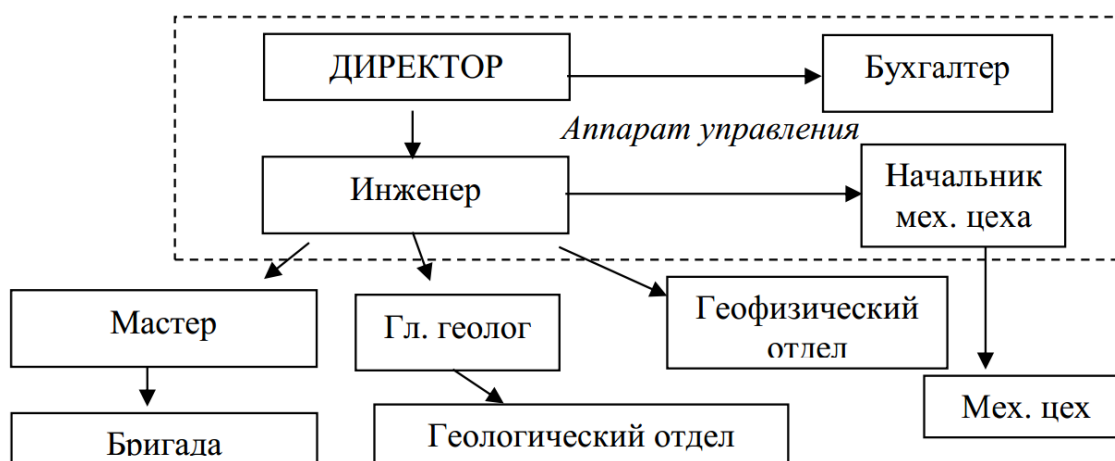 ДИРЕКТОР
Бухгалтер
Аппарат управления
Инженер
Начальник
мех. цеха
Мастер
Гл. геолог
Геофизический
отдел
Мех. цех
Бригада
Геологический отдел